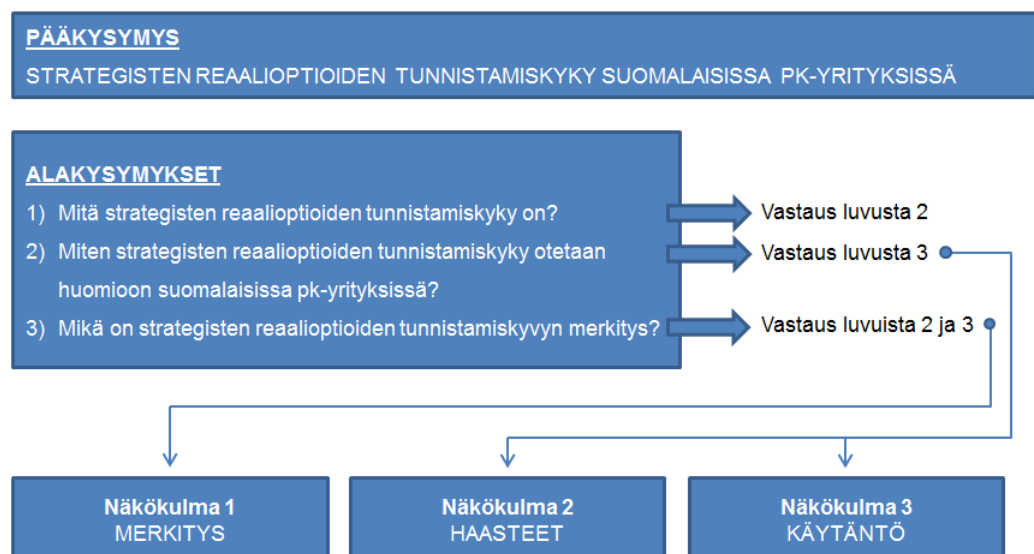 PÄÄKYSYMYS
STRATEGISTEN REAALIOPTIOIDEN TUNNISTAMISKYKY SUOMALAISISSA PK-YRITYKSISSÄ
ALAKYSYMYKSET
1) Mitä strategisten reaalioptioiden tunnistamiskyky on?
Vastaus luvusta 2
2) Miten strategisten reaalioptioiden tunnistamiskyky otetaan
huomioon suomalaisissa pk-yrityksissä?
Vastaus luvusta 3
3) Mikä on strategisten reaalioptioiden tunnistamiskyvyn merkitys?
Vastaus luvuista 2 ja 3
Näkökulma 1
MERKITYS
Näkökulma 2
HAASTEET
Näkökulma 3
KÄYTÄNTÖ